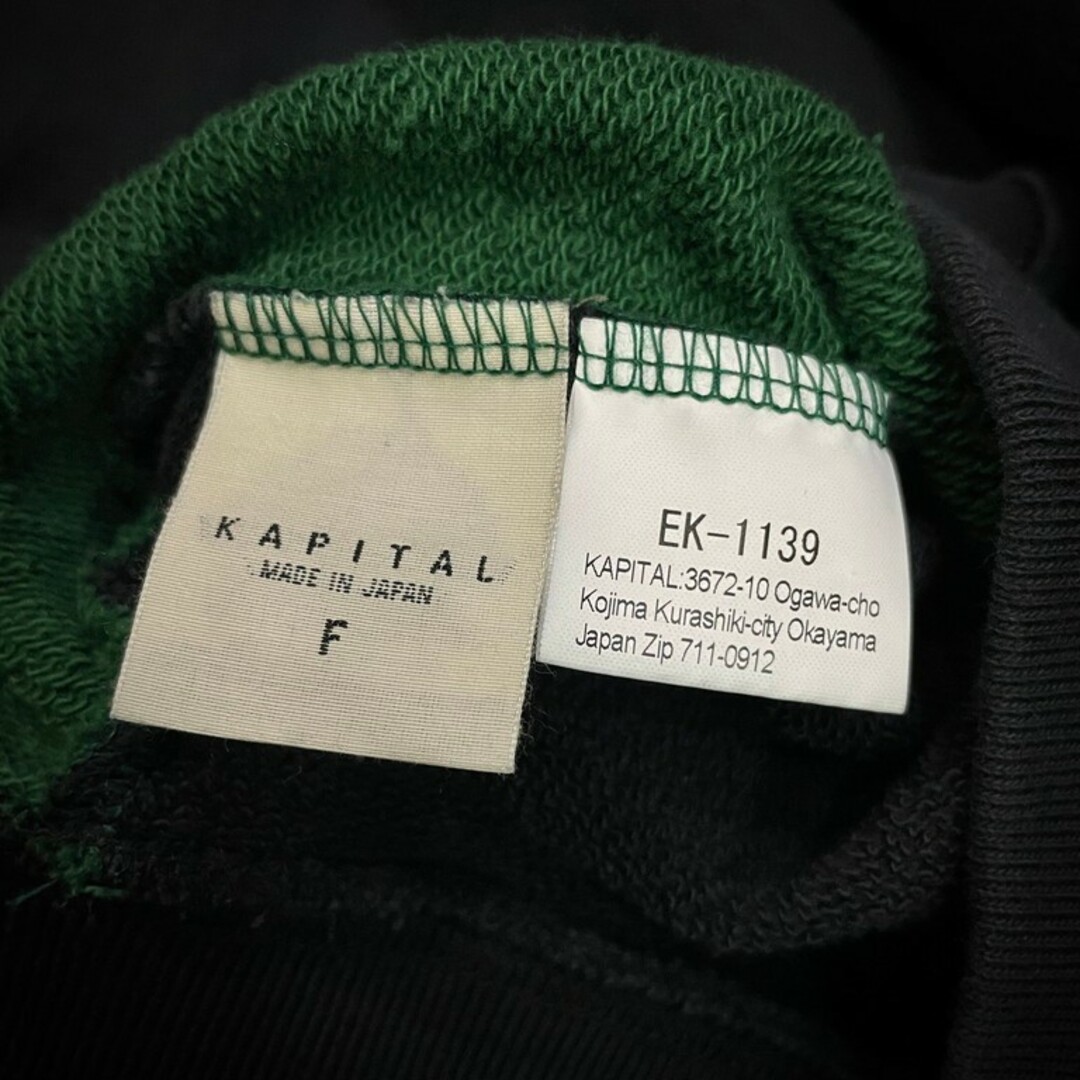 KAPITAL
MADE IN JAPAN
F
EK-1139
KAPITAL:3672-10 Ogawa-cho
Kojima Kurashiki-city Okayama
Japan Zip 711-0912